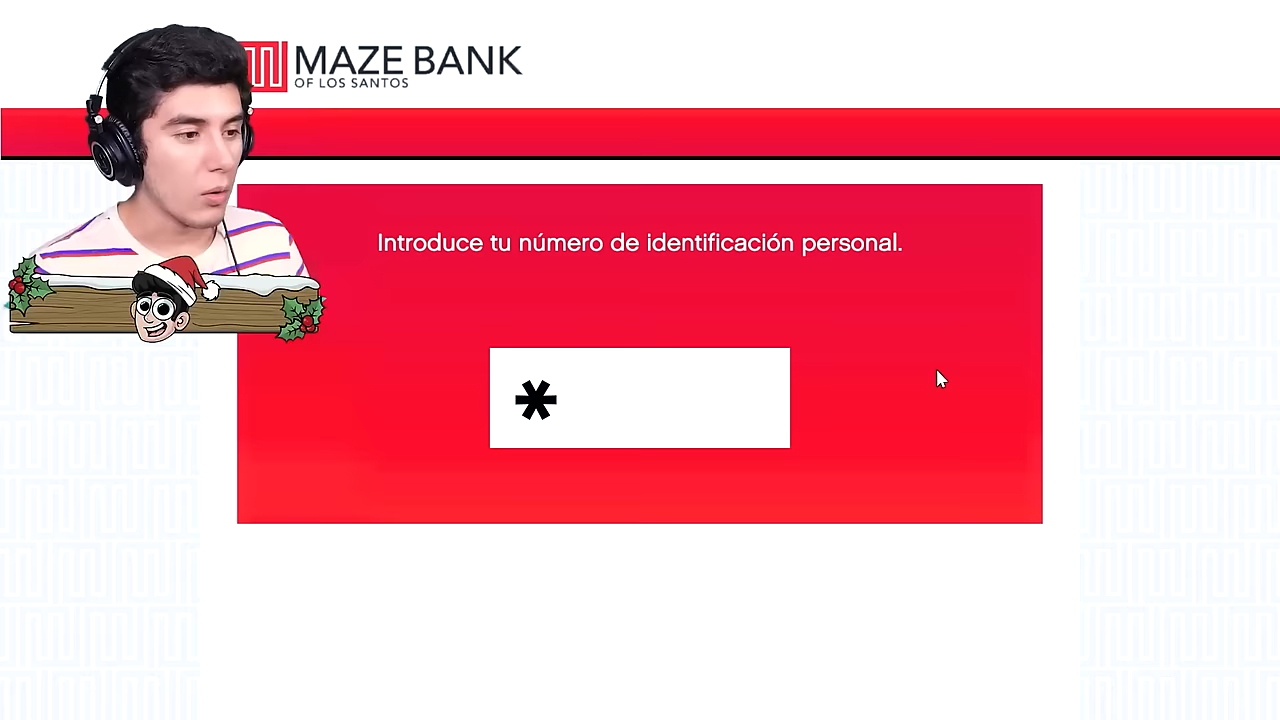 MAZE BANK
OF LOS SANTOS
Introduce tu número de identificación personal.
*